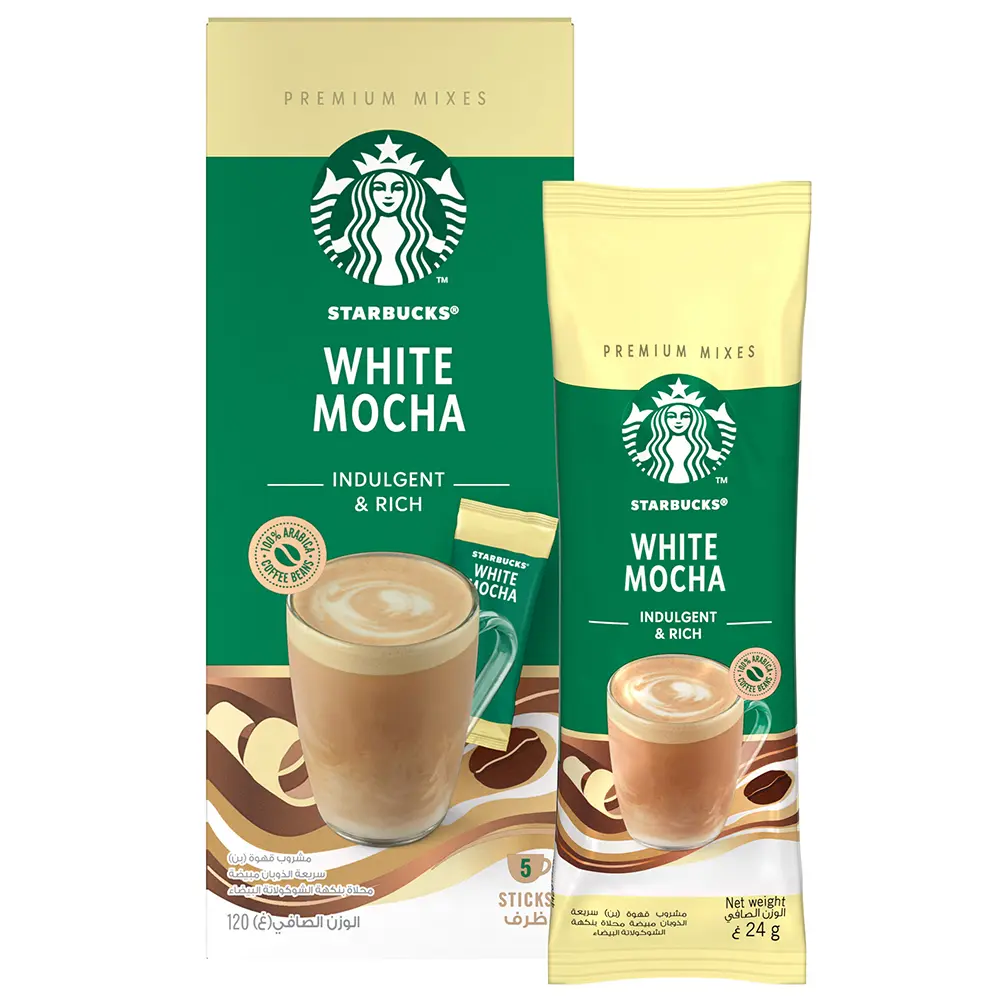 PREMIUM MIXES
™
STARBUCKS®
WHITE
MOCHA
INDULGENT
& RICH
100% ARABICA
COFFEE BEANS
STARBUCKS®
WHITE
MOCHA
مشروب قهوة (بن)
سريعة الذوبان مبيضة
محلاة بنكهة الشوكولاتة البيضاء
الوزن الصافي (غ) 120
5
STICKS
ظرف
PREMIUM MIXES
™
STARBUCKS®
WHITE
MOCHA
INDULGENT
& RICH
100% ARABICA
COFFEE BEANS
مشروب قهوة (بن) سريعة
الذوبان مبيضة محلاة بنكهة
الشوكولاتة البيضاء
Net weight
الوزن الصافي
24 g غ